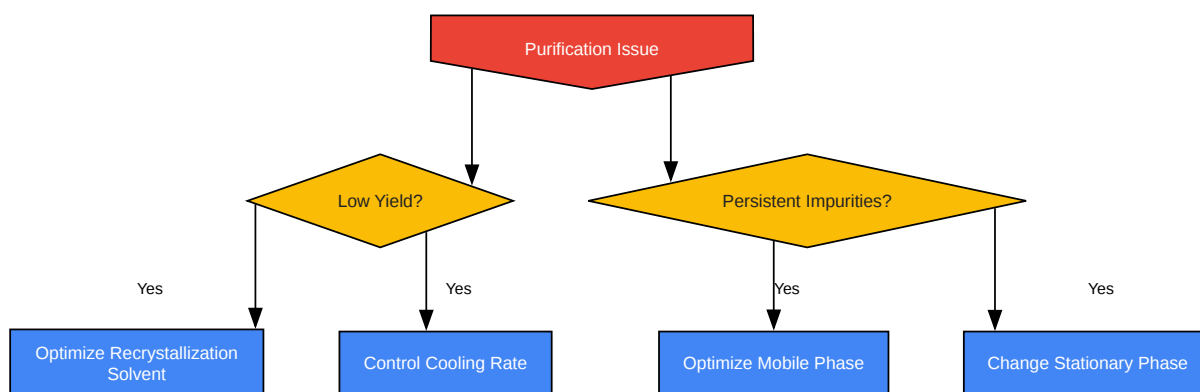 Purification Issue
Low Yield?
Persistent Impurities?
Yes
Yes
Yes
Yes
Optimize Recrystallization
Solvent
Control Cooling Rate
Optimize Mobile Phase
Change Stationary Phase